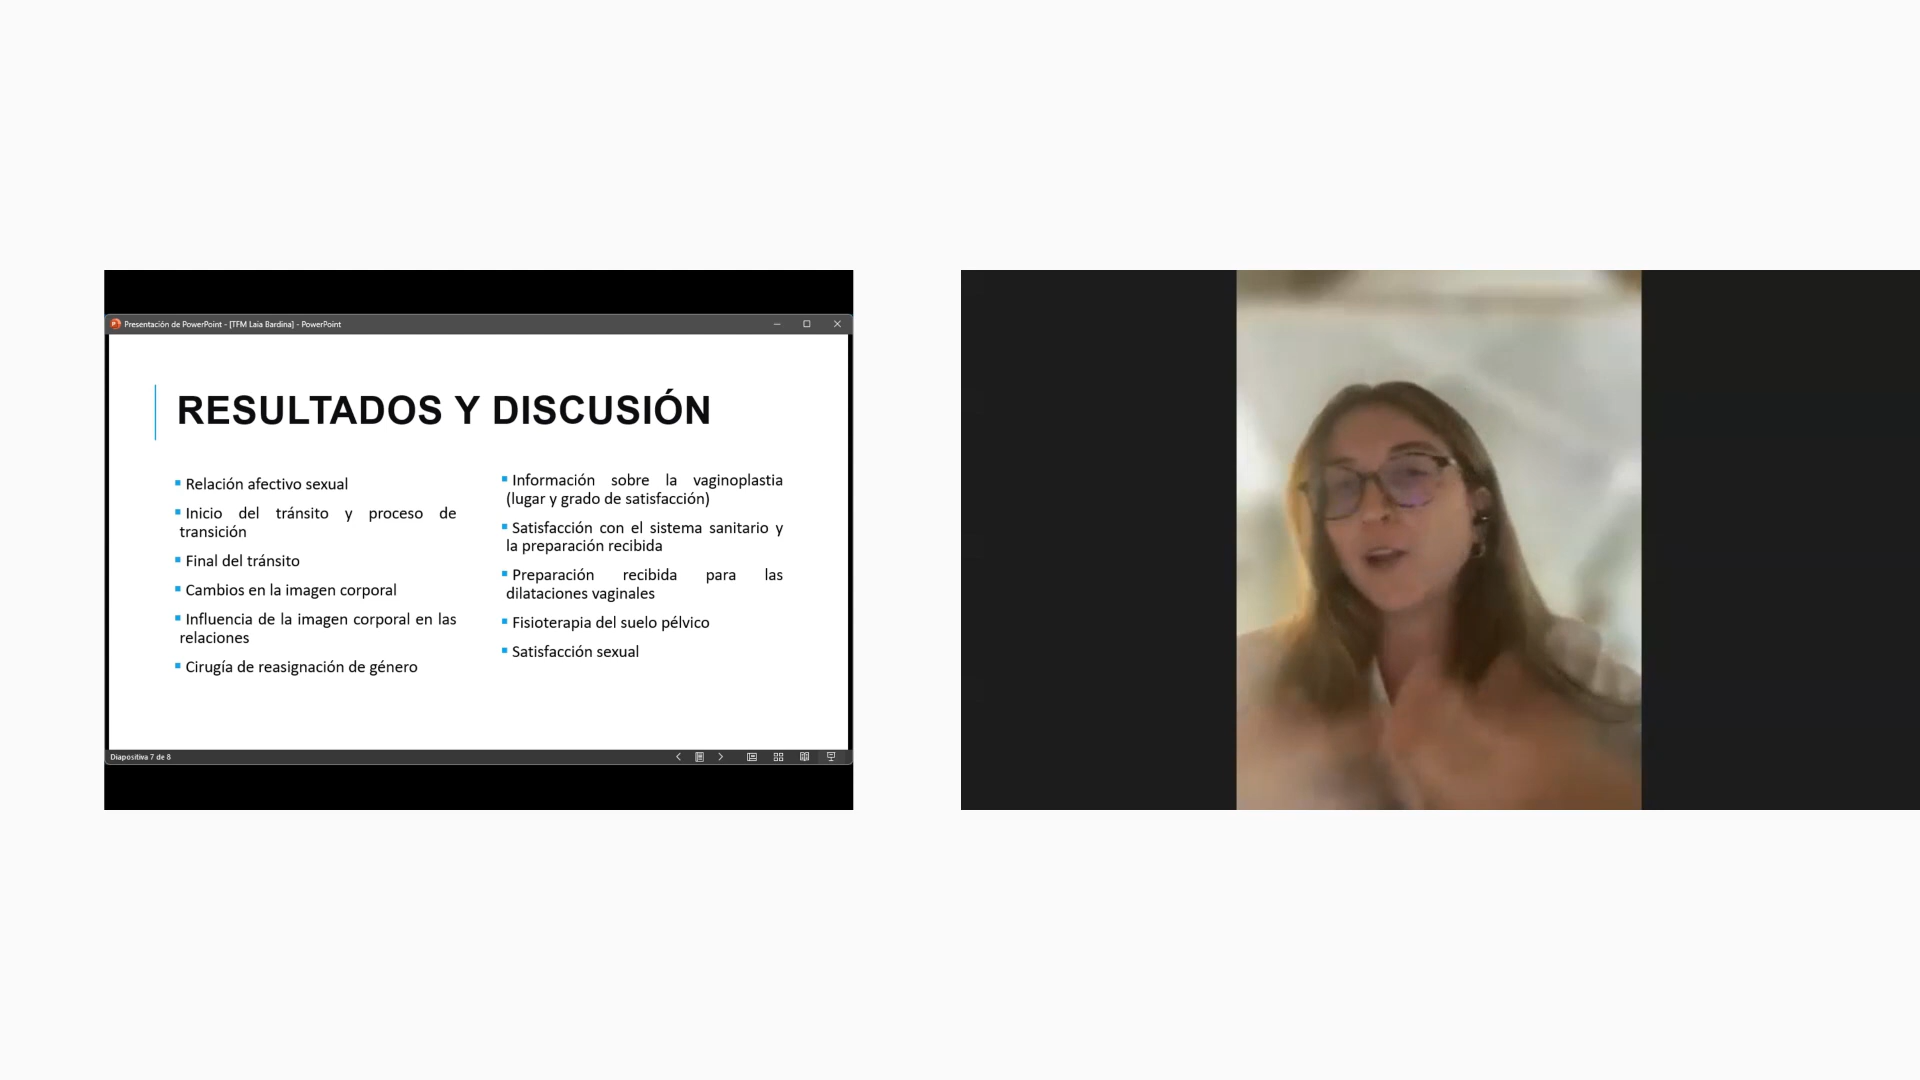 Presentación de PowerPoint - [TFM Laia Bardina] - PowerPoint
RESULTADOS Y DISCUSIÓN
Relación afectivo sexual
Inicio del tránsito y proceso de
transición
Final del tránsito
Cambios en la imagen corporal
Influencia de la imagen corporal en las
relaciones
Cirugía de reasignación de género
Información sobre la vaginoplastia
(lugar y grado de satisfacción)
Satisfacción con el sistema sanitario y
la preparación recibida
Preparación recibida para las
dilataciones vaginales
Fisioterapia del suelo pélvico
Satisfacción sexual
Diapositiva 7 de 8